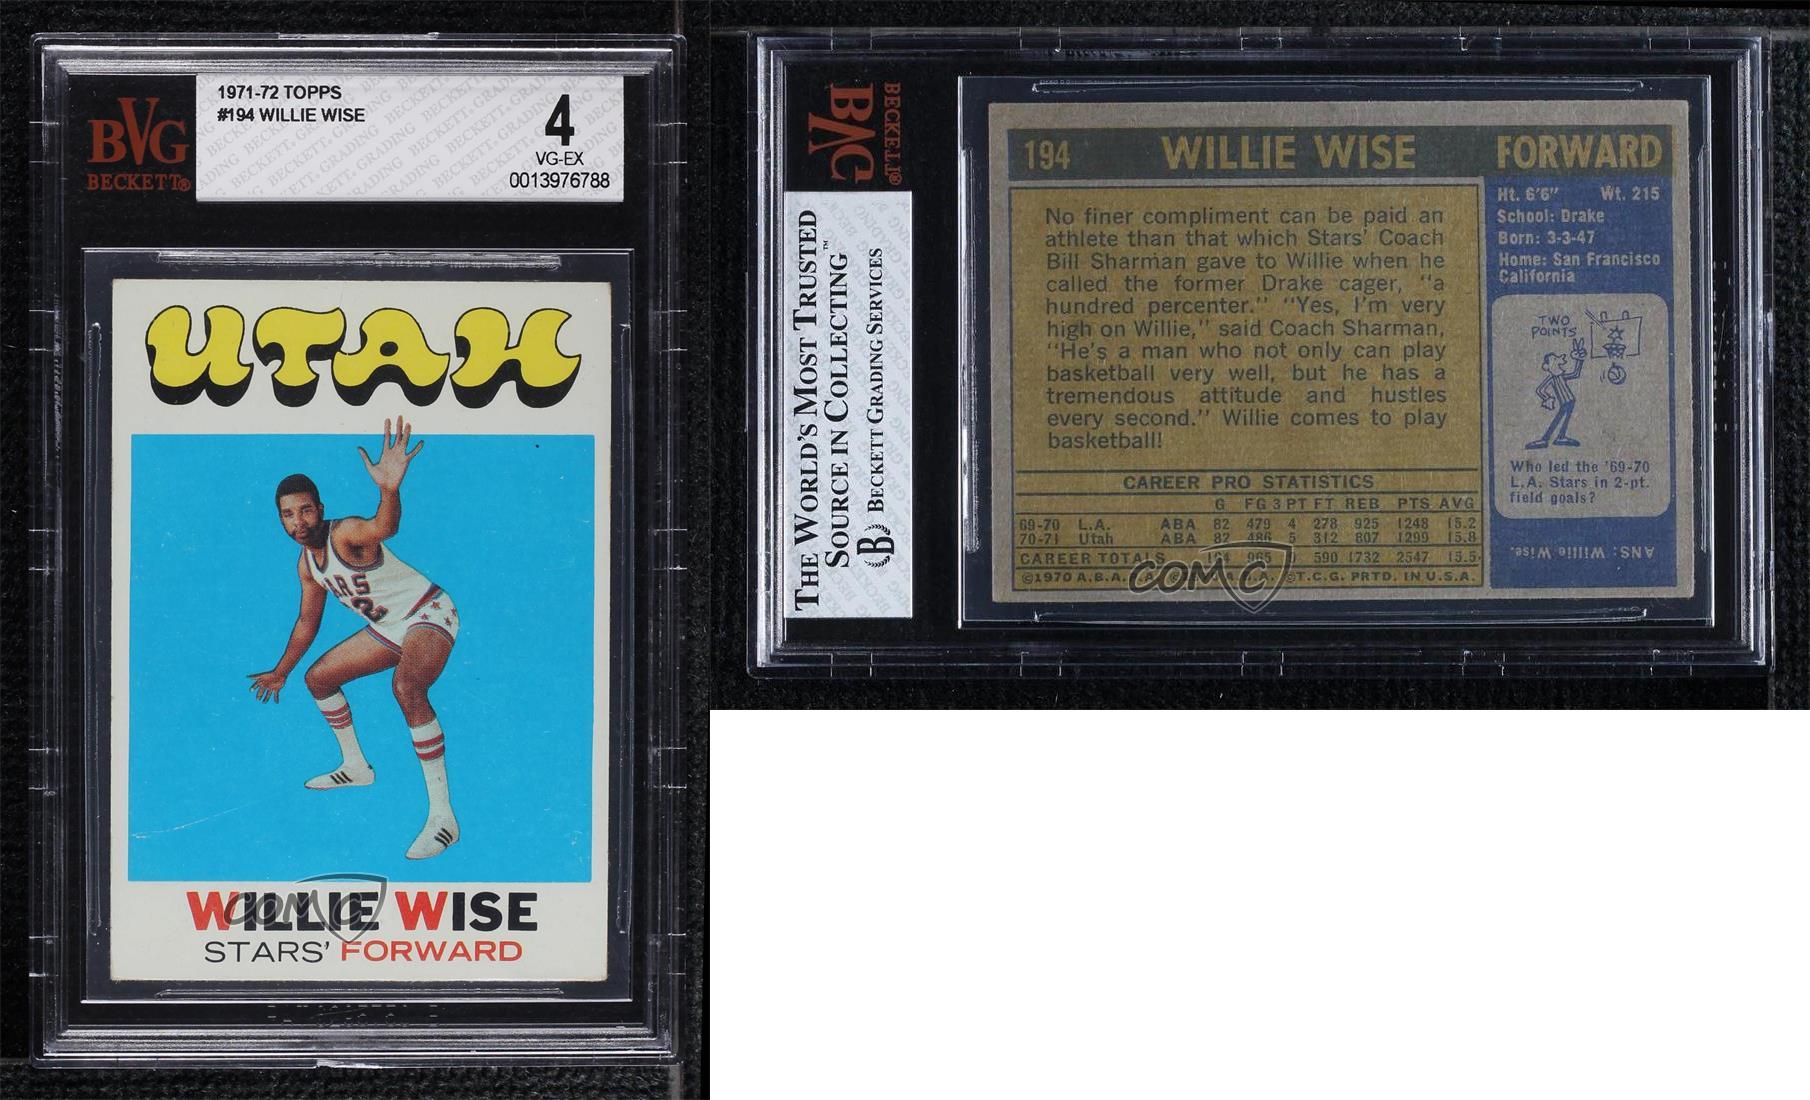 BVG
BECKETT®
1971-72 TOPPS
#194 WILLIE WISE
4
VG-EX
0013976788
UTAH
ARS
2
WILLIE WISE
STARS' FORWARD
COMC
BVG
BECKETT®
THE WORLD'S MOST TRUSTED
SOURCE IN COLLECTING™
B BECKETT GRADING SERVICES
194 WILLIE WISE FORWARD
No finer compliment can be paid an
athlete than that which Stars' Coach
Bill Sharman gave to Willie when he
called the former Drake cager, "a
hundred percenter." "Yes, I'm very
high on Willie," said Coach Sharman,
"He's a man who not only can play
basketball very well, but he has a
tremendous attitude and hustles
every second." Willie comes to play
basketball!
CAREER PRO STATISTICS
G FG 3PT FT REB PTS AVG
69-70 L.A. ABA 82 479 4 278 925 1248 15.2
70-71 Utah ABA 82 486 5 312 807 1299 15.8
CAREER TOTALS 965 590 1732 2547 15.5
©1970 A.B.A. ©T.C.G. PRTD. IN U.S.A.
COMC
Ht. 6'6" Wt. 215
School: Drake
Born: 3-3-47
Home: San Francisco
California
TWO
POINTS
Who led the '69-70
L.A. Stars in 2-pt.
field goals?
ANS: Willie Wise.